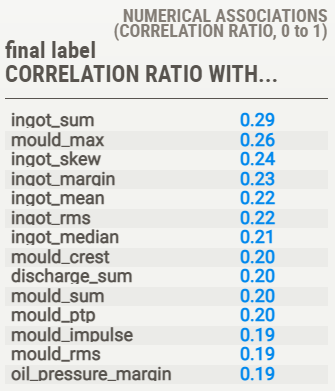 NUMERICAL ASSOCIATIONS
(CORRELATION RATIO, 0 to 1)
final label
CORRELATION RATIO WITH...
ingot_sum 0.29
mould_max 0.26
ingot_skew 0.24
ingot_margin 0.23
ingot_mean 0.22
ingot_rms 0.22
ingot_median 0.21
mould_crest 0.20
discharge_sum 0.20
mould_sum 0.20
mould_ptp 0.20
mould_impulse 0.19
mould_rms 0.19
oil_pressure_margin 0.19